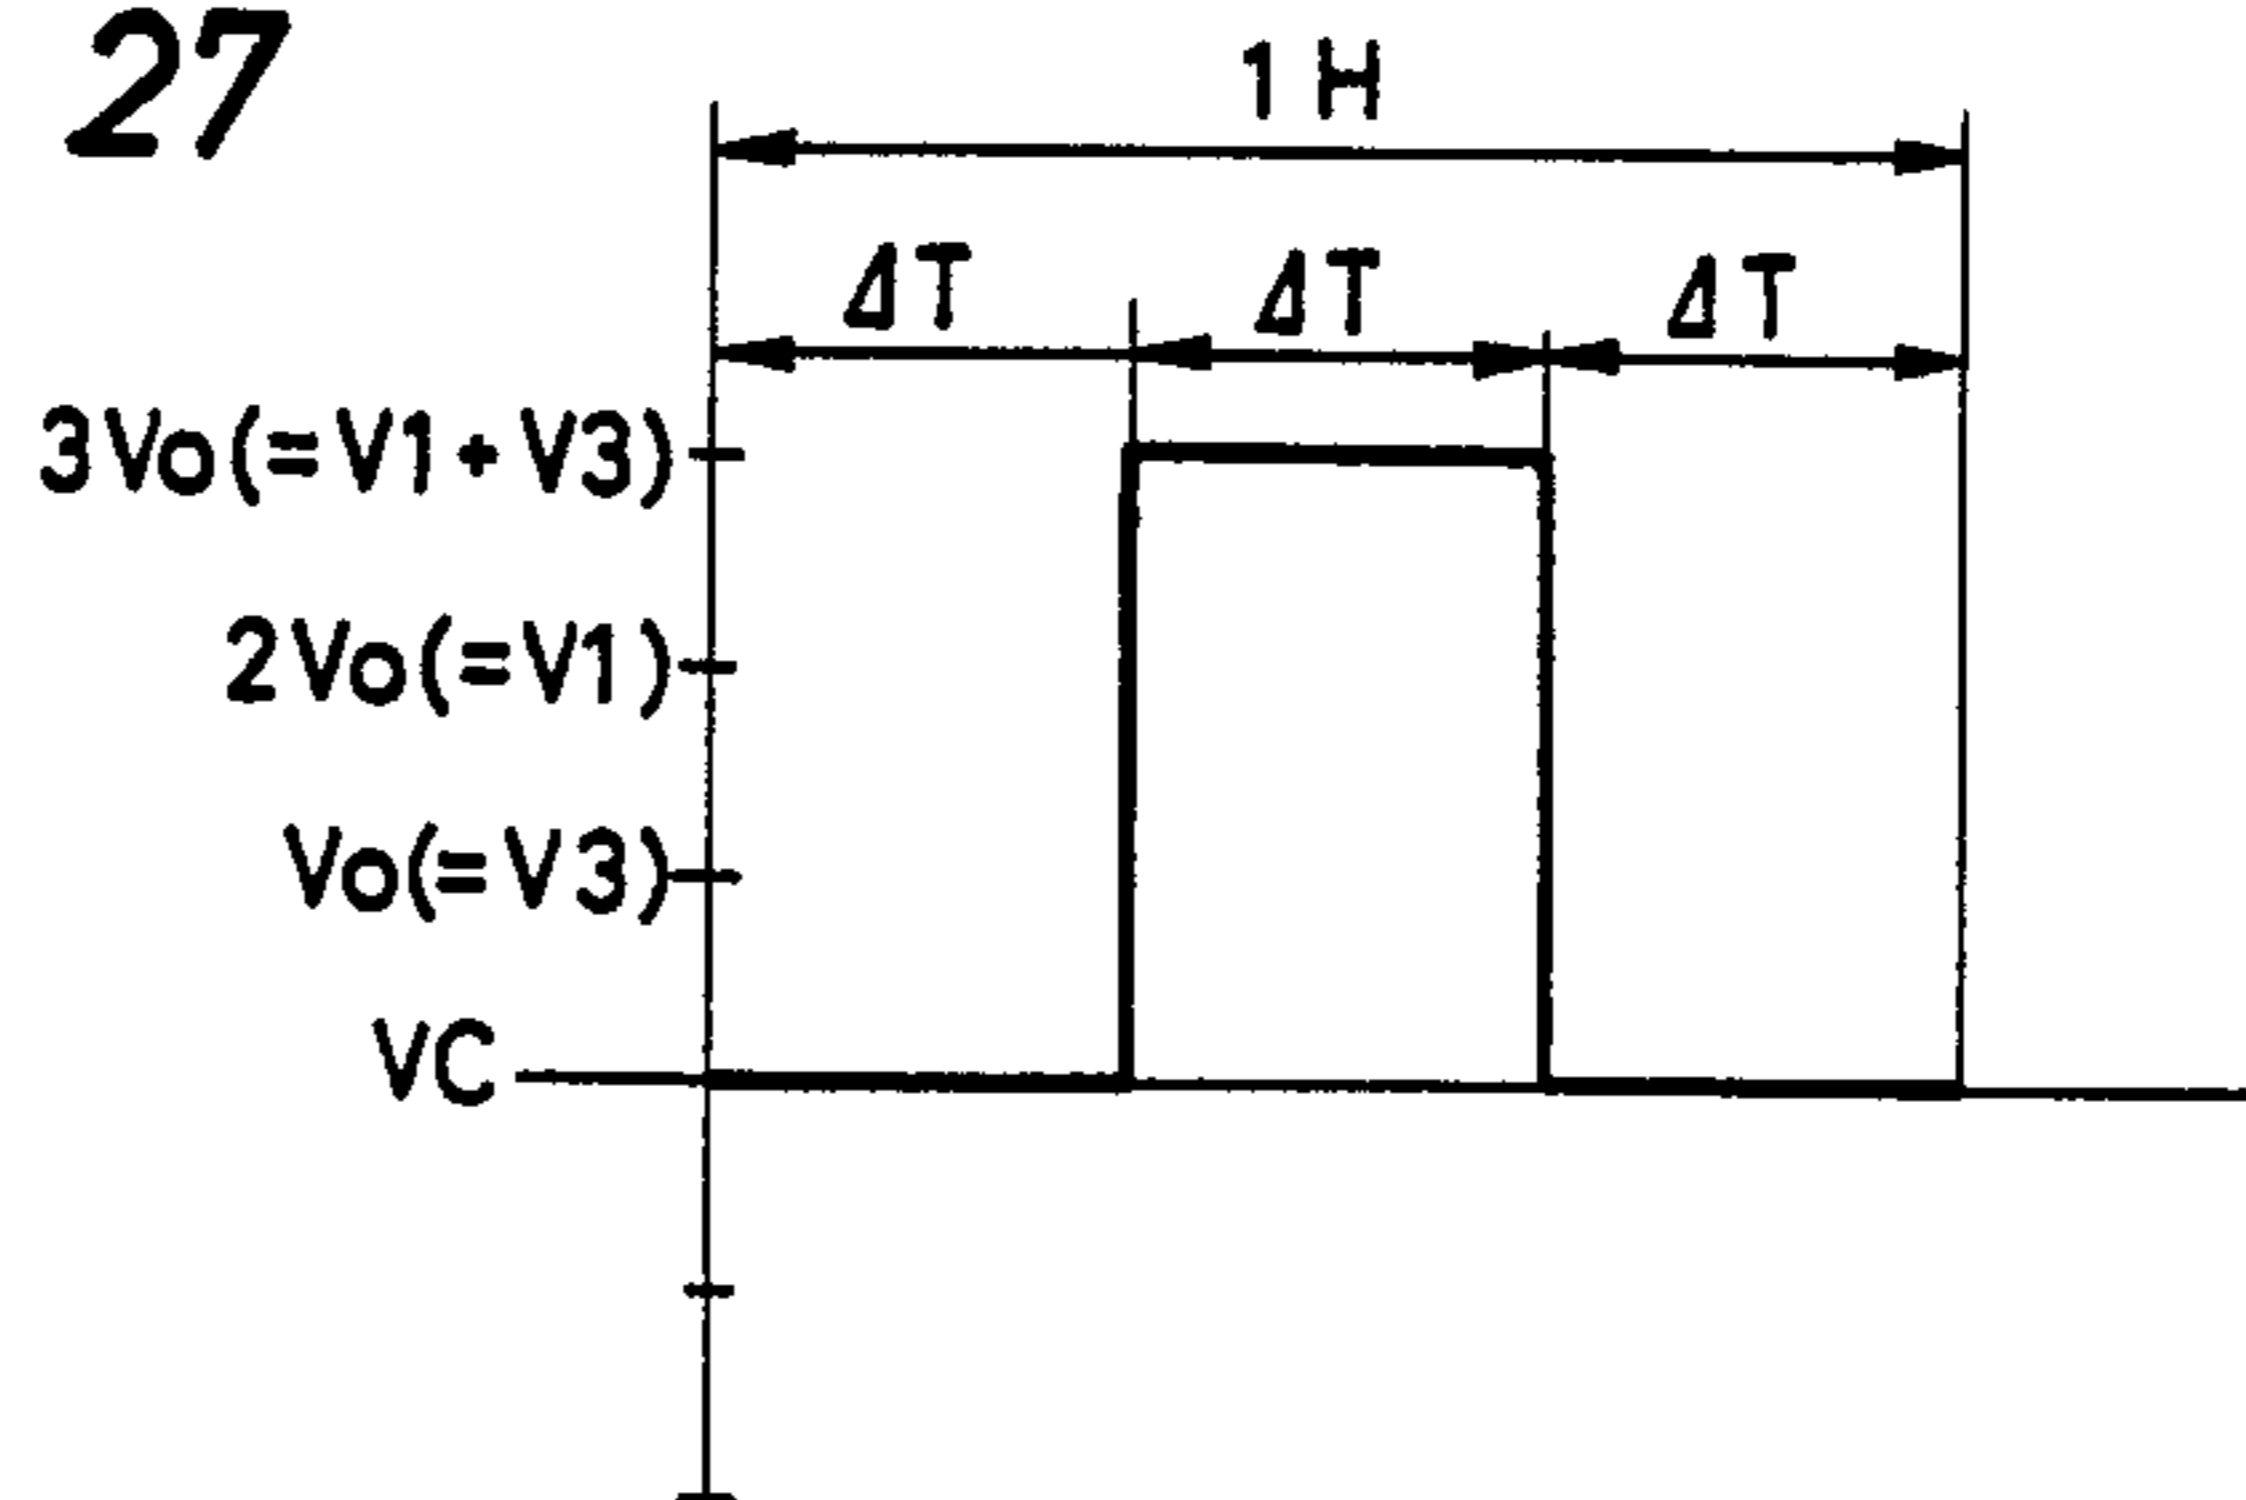 27
1H
ΔT ΔT ΔT
3Vo(=V1+V3)
2Vo(=V1)
Vo(=V3)
VC